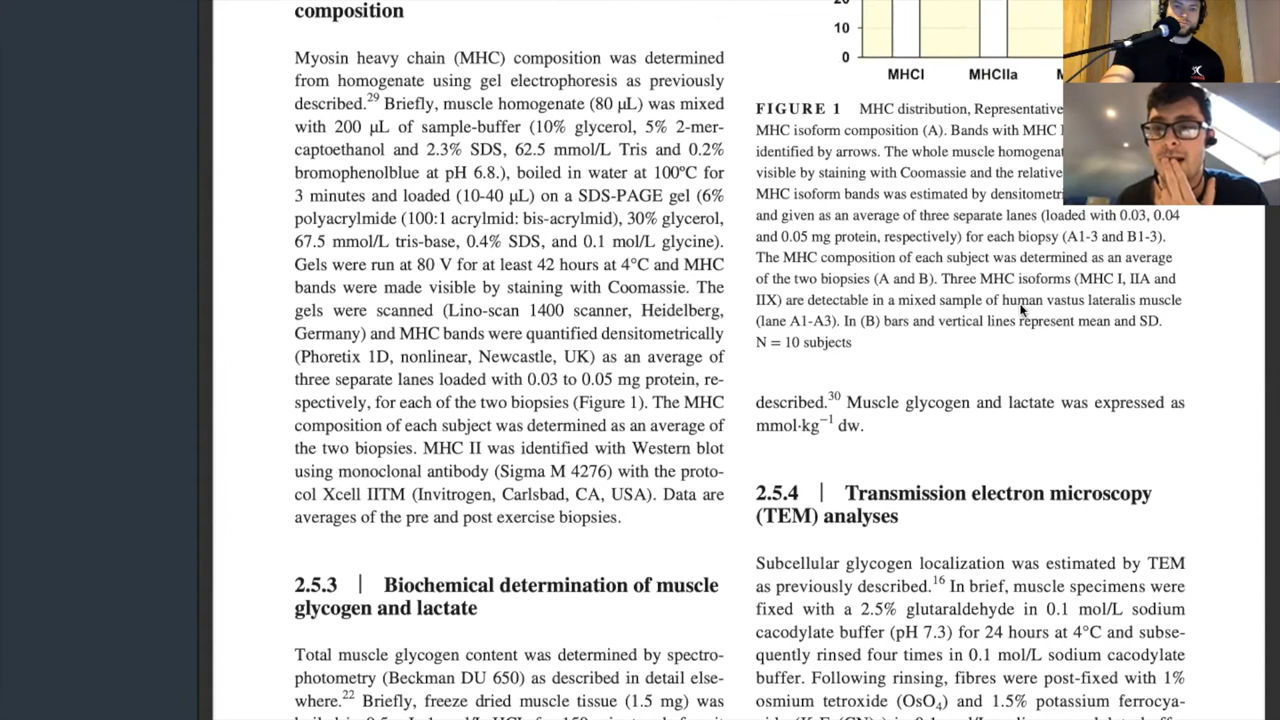 composition
Myosin heavy chain (MHC) composition was determined
from homogenate using gel electrophoresis as previously
described.29 Briefly, muscle homogenate (80 μL) was mixed
with 200 μL of sample-buffer (10% glycerol, 5% 2-mer-
captoethanol and 2.3% SDS, 62.5 mmol/L Tris and 0.2%
bromophenolblue at pH 6.8.), boiled in water at 100°C for
3 minutes and loaded (10-40 μL) on a SDS-PAGE gel (6%
polyacrylmide (100:1 acrylmid: bis-acrylmid), 30% glycerol,
67.5 mmol/L tris-base, 0.4% SDS, and 0.1 mol/L glycine).
Gels were run at 80 V for at least 42 hours at 4°C and MHC
bands were made visible by staining with Coomassie. The
gels were scanned (Lino-scan 1400 scanner, Heidelberg,
Germany) and MHC bands were quantified densitometrically
(Phoretix 1D, nonlinear, Newcastle, UK) as an average of
three separate lanes loaded with 0.03 to 0.05 mg protein, re-
spectively, for each of the two biopsies (Figure 1). The MHC
composition of each subject was determined as an average of
the two biopsies. MHC II was identified with Western blot
using monoclonal antibody (Sigma M 4276) with the proto-
col Xcell IITM (Invitrogen, Carlsbad, CA, USA). Data are
averages of the pre and post exercise biopsies.
2.5.3 | Biochemical determination of muscle
glycogen and lactate
Total muscle glycogen content was determined by spectro-
photometry (Beckman DU 650) as described in detail else-
where.22 Briefly, freeze dried muscle tissue (1.5 mg) was
20
10
0
MHCI MHCIIa
FIGURE 1 MHC distribution, Representative
MHC isoform composition (A). Bands with MHC
identified by arrows. The whole muscle homogena
visible by staining with Coomassie and the relative
MHC isoform bands was estimated by densitometri
and given as an average of three separate lanes (loaded with 0.03, 0.04
and 0.05 mg protein, respectively) for each biopsy (A1-3 and B1-3).
The MHC composition of each subject was determined as an average
of the two biopsies (A and B). Three MHC isoforms (MHC I, IIA and
IIX) are detectable in a mixed sample of human vastus lateralis muscle
(lane A1-A3). In (B) bars and vertical lines represent mean and SD.
N = 10 subjects
described.30 Muscle glycogen and lactate was expressed as
mmol·kg−1 dw.
2.5.4 | Transmission electron microscopy
(TEM) analyses
Subcellular glycogen localization was estimated by TEM
as previously described.16 In brief, muscle specimens were
fixed with a 2.5% glutaraldehyde in 0.1 mol/L sodium
cacodylate buffer (pH 7.3) for 24 hours at 4°C and subse-
quently rinsed four times in 0.1 mol/L sodium cacodylate
buffer. Following rinsing, fibres were post-fixed with 1%
osmium tetroxide (OsO4) and 1.5% potassium ferrocya-